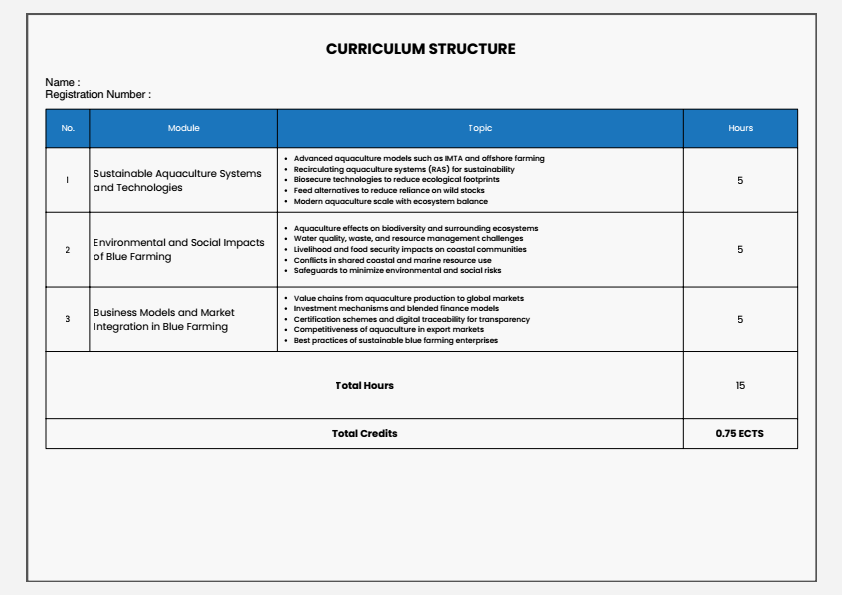 CURRICULUM STRUCTURE
Name :
Registration Number :
No. Module Topic Hours
1 Sustainable Aquaculture Systems and Technologies
• Advanced aquaculture models such as IMTA and offshore farming
• Recirculating aquaculture systems (RAS) for sustainability
• Biosecure technologies to reduce ecological footprints
• Feed alternatives to reduce reliance on wild stocks
• Modern aquaculture scale with ecosystem balance
5
2 Environmental and Social Impacts of Blue Farming
• Aquaculture effects on biodiversity and surrounding ecosystems
• Water quality, waste, and resource management challenges
• Livelihood and food security impacts on coastal communities
• Conflicts in shared coastal and marine resource use
• Safeguards to minimize environmental and social risks
5
3 Business Models and Market Integration in Blue Farming
• Value chains from aquaculture production to global markets
• Investment mechanisms and blended finance models
• Certification schemes and digital traceability for transparency
• Competitiveness of aquaculture in export markets
• Best practices of sustainable blue farming enterprises
5
Total Hours 15
Total Credits 0.75 ECTS